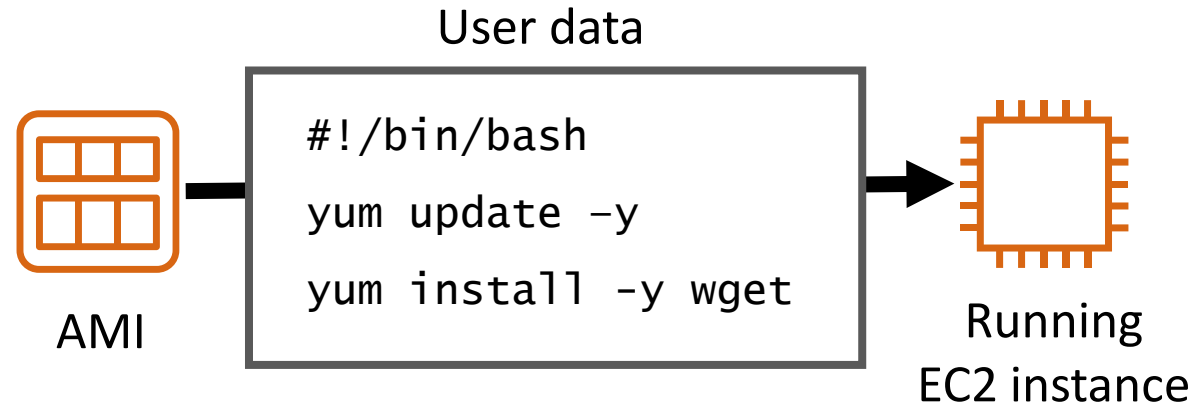 User data
#!/bin/bash
yum update –y
yum install -y wget
AMI
Running
EC2 instance